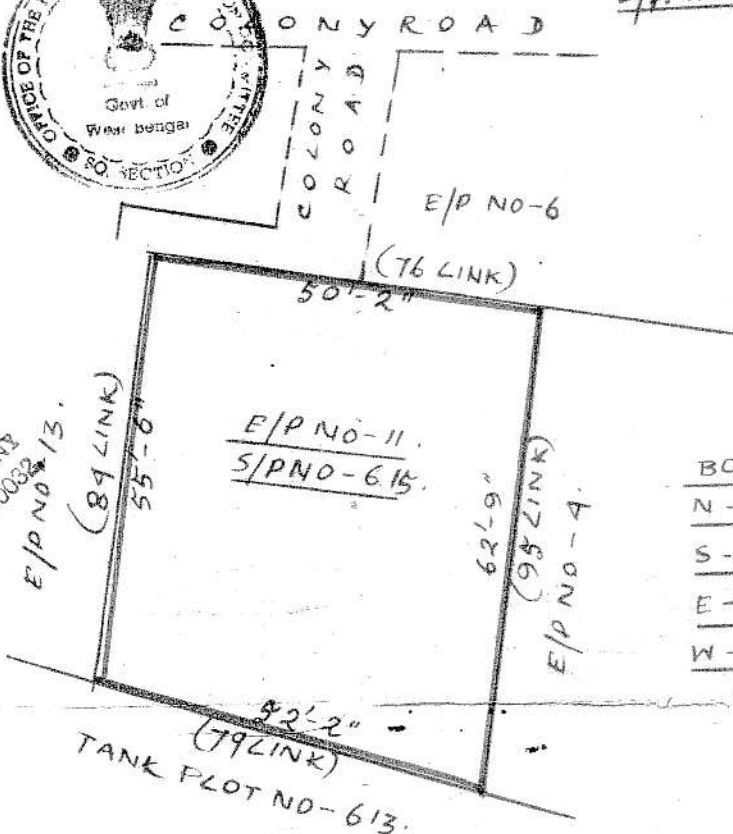 COLONY ROAD
OFFICE OF THE
Govt. of
West bengal
SECTION
COLONY
ROAD
E/P NO-6
(76 LINK)
50'-2"
E/P NO-13.
(84 LINK)
55'-6"
E/P NO-11.
S/P NO-615.
62'-9"
(95 LINK)
E/P NO-4.
BO
N-
S-
E-
W-
52'-2"
(79 LINK)
TANK PLOT NO-613.